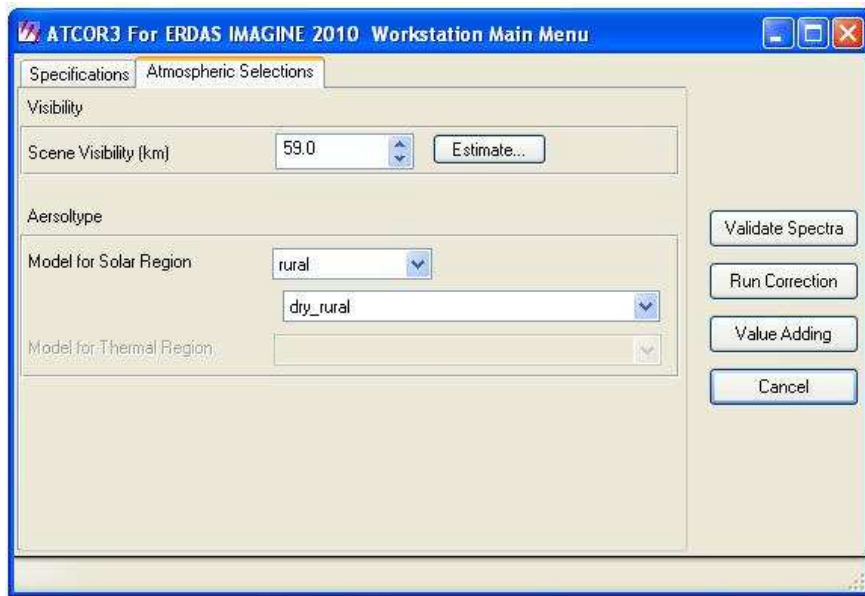 ATCOR3 For ERDAS IMAGINE 2010 Workstation Main Menu
Specifications Atmospheric Selections
Visibility
Scene Visibility (km) 59.0 Estimate...
Aersoltype
Model for Solar Region rural
dry_rural
Model for Thermal Region
Validate Spectra
Run Correction
Value Adding
Cancel